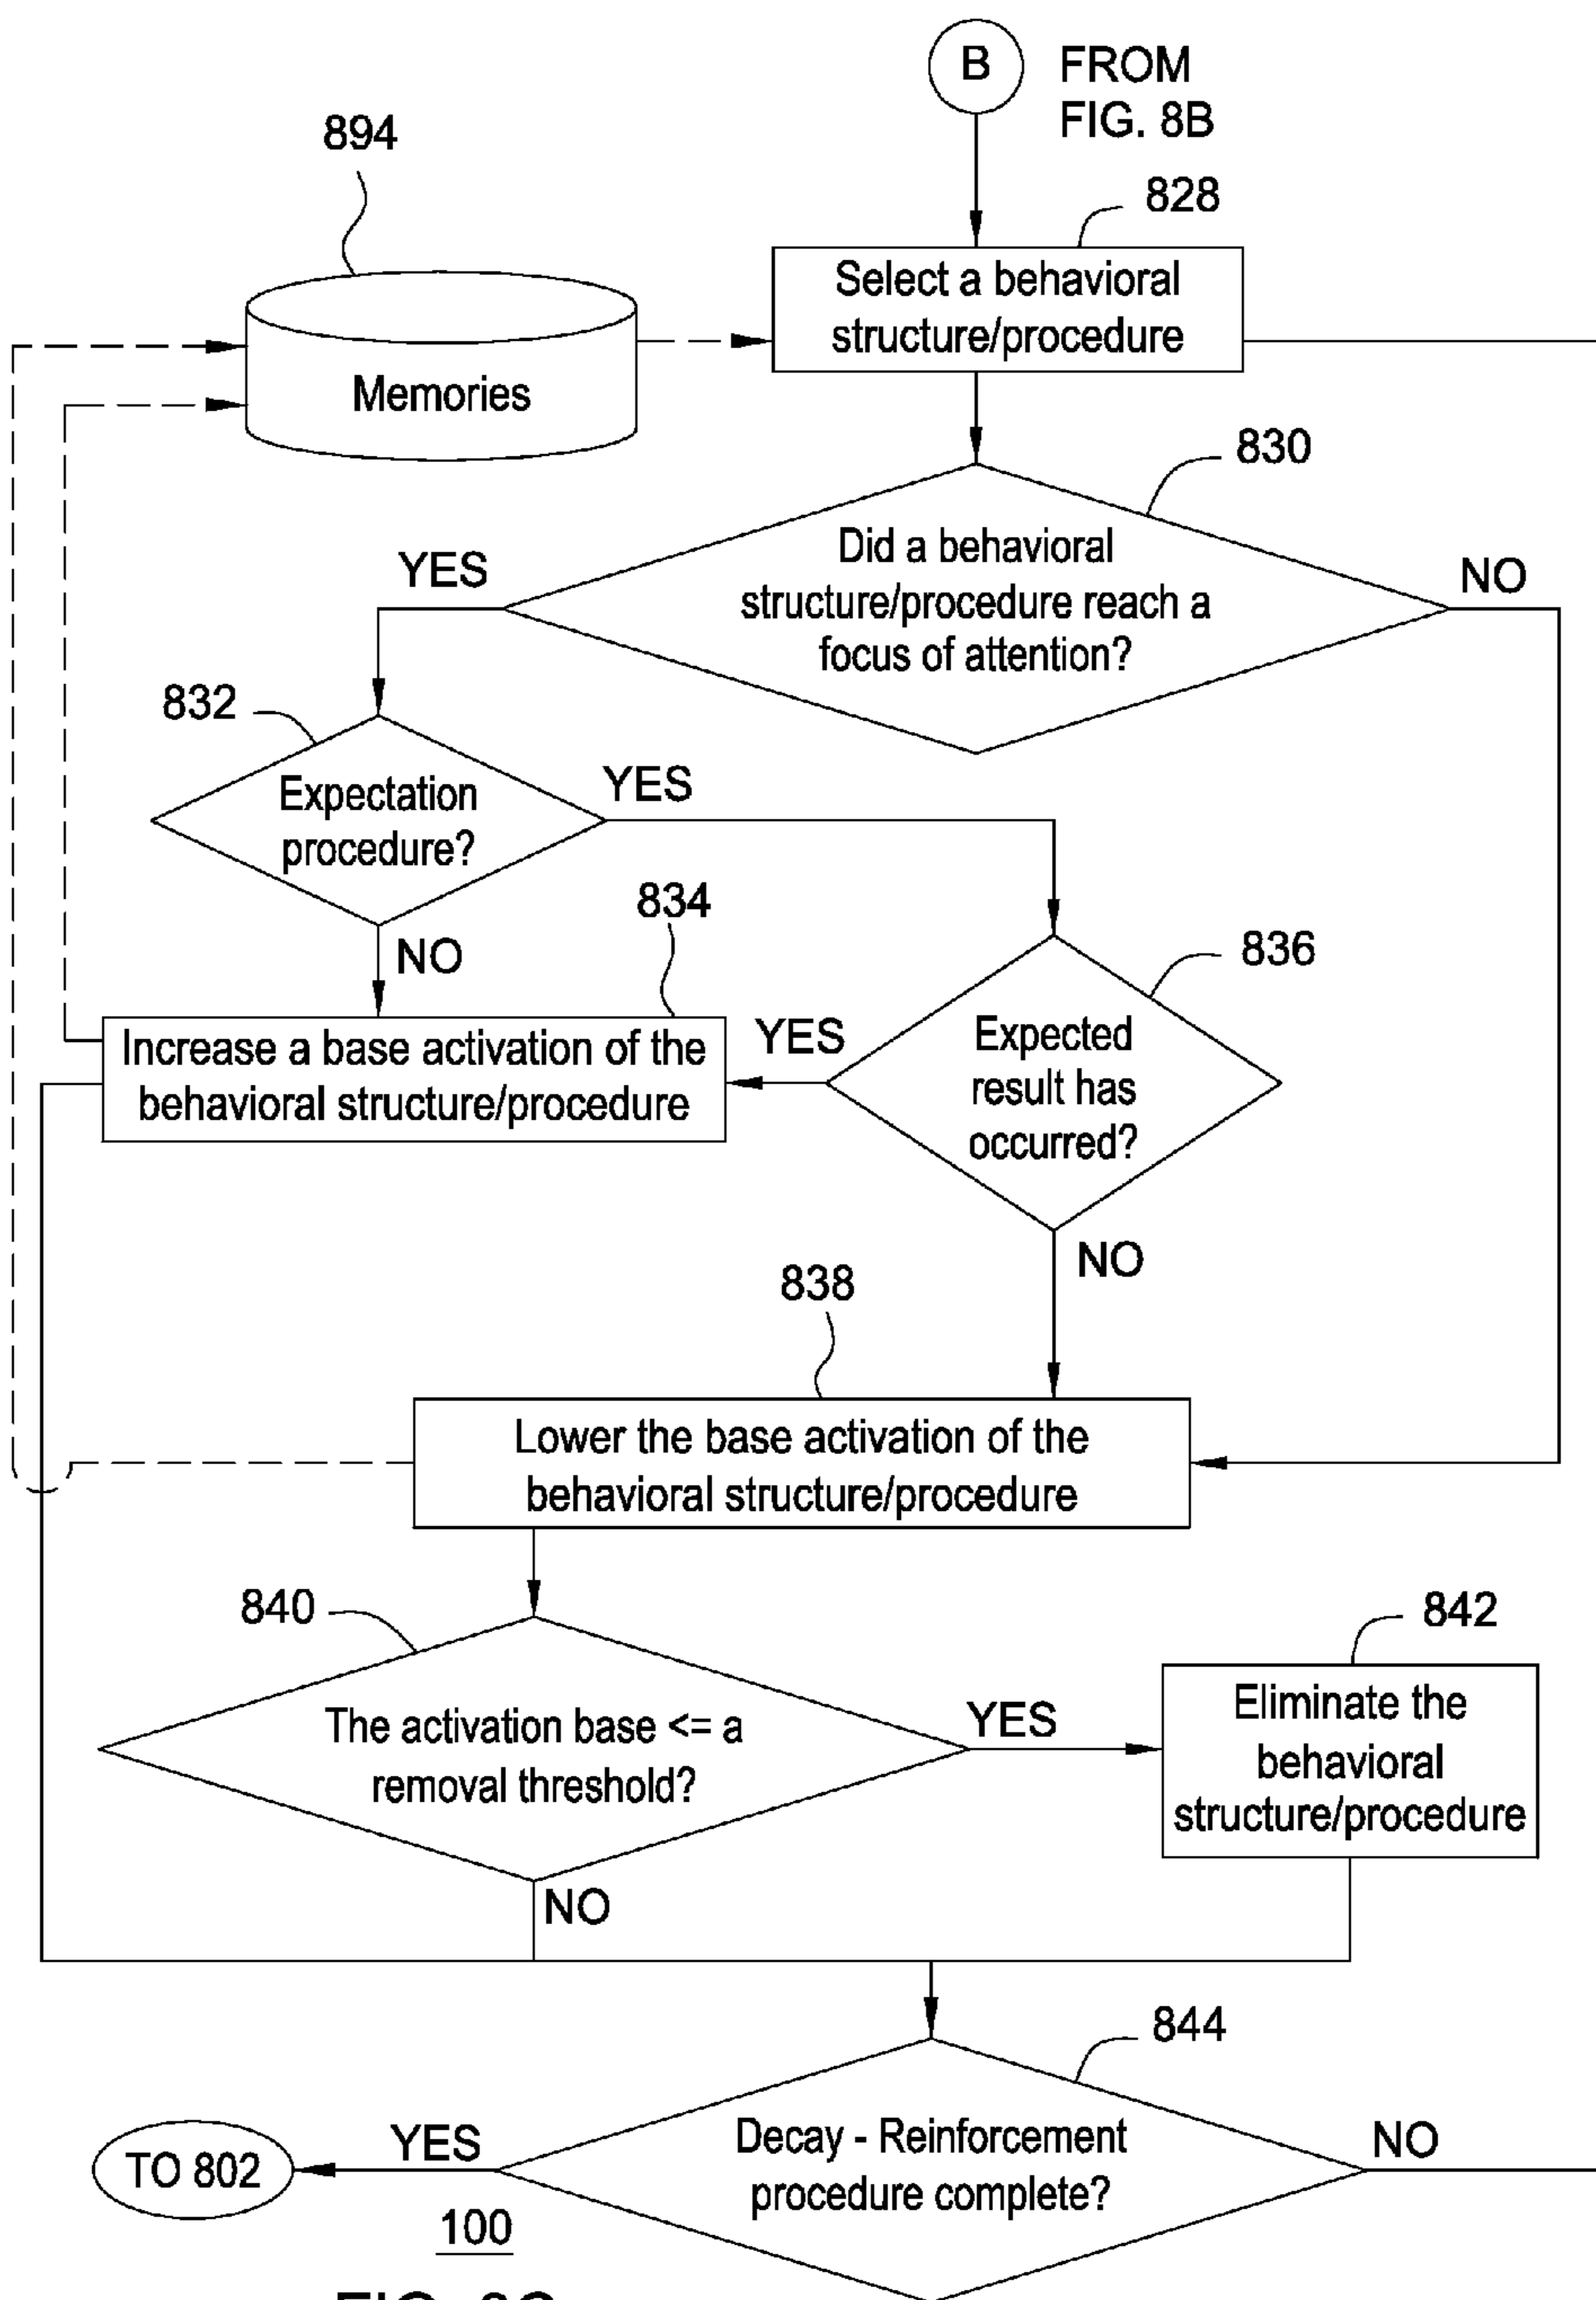 B
FROM
FIG. 8B
894
828
Select a behavioral
structure/procedure
Memories
830
Did a behavioral
structure/procedure reach a
focus of attention?
YES
NO
832
Expectation
procedure?
YES
NO
834
Increase a base activation of the
behavioral structure/procedure
YES
836
Expected
result has
occurred?
NO
838
Lower the base activation of the
behavioral structure/procedure
840
The activation base <= a
removal threshold?
YES
NO
842
Eliminate the
behavioral
structure/procedure
844
Decay - Reinforcement
procedure complete?
YES
NO
TO 802
100